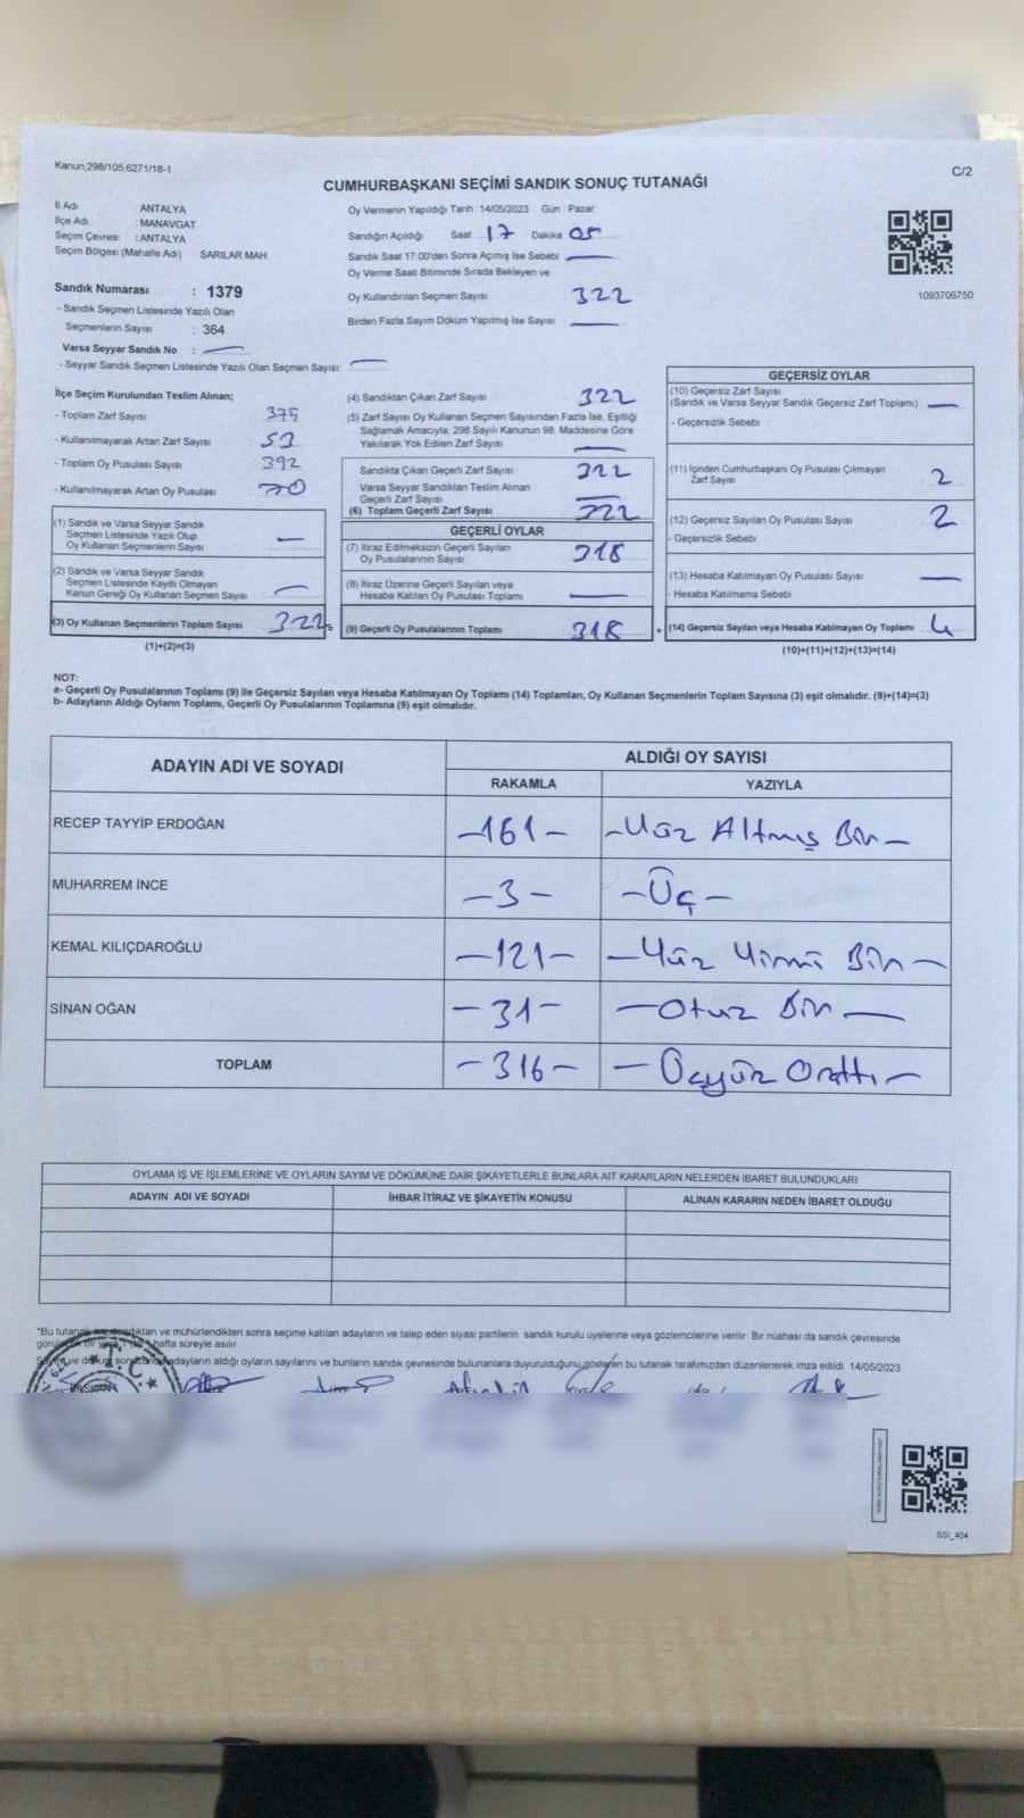 Kanun,298/105,6271/18-1
C/2
CUMHURBAŞKANI SEÇİMİ SANDIK SONUÇ TUTANAĞI
İl Adı ANTALYA
İlçe Adı : MANAVGAT
Seçim Çevresi : ANTALYA
Seçim Bölgesi (Mahalle Adı) SARILAR MAH.
Sandık Numarası : 1379
- Sandık Seçmen Listesinde Yazılı Olan
Seçmenlerin Sayısı : 364
Varsa Seyyar Sandık No : —
- Seyyar Sandık Seçmen Listesinde Yazılı Olan Seçmen Sayısı: —
Oy Vermenin Yapıldığı Tarih : 14/05/2023 Gün : Pazar
Sandığın Açıldığı Saat 17 Dakika 05
Sandık Saat 17:00'den Sonra Açımış İse Sebebi —
Oy Verme Saati Bitiminde Sırada Bekleyen ve
Oy Kullandırılan Seçmen Sayısı 322
Birden Fazla Sayım Döküm Yapılmış İse Sayısı —
1093706750
İlçe Seçim Kurulundan Teslim Alınan;
- Toplam Zarf Sayısı 375
- Kullanılmayarak Artan Zarf Sayısı 53
- Toplam Oy Pusulası Sayısı 392
- Kullanılmayarak Artan Oy Pusulası 70
(1) Sandık ve Varsa Seyyar Sandık
Seçmen Listesinde Yazılı Olup
Oy Kullanan Seçmenlerin Sayısı —
(2) Sandık ve Varsa Seyyar Sandık
Seçmen Listesinde Kayıtlı Olmayan
Kanun Gereği Oy Kullanan Seçmen Sayısı —
(3) Oy Kullanan Seçmenlerin Toplam Sayısı 322
(1)+(2)=(3)
(4) Sandıktan Çıkan Zarf Sayısı 322
(5) Zarf Sayısı Oy Kullanan Seçmen Sayısından Fazla İse, Eşitliği
Sağlamak Amacıyla, 298 Sayılı Kanunun 98. Maddesine Göre
Yakılarak Yok Edilen Zarf Sayısı —
Sandıkta Çıkan Geçerli Zarf Sayısı 322
Varsa Seyyar Sandıktan Teslim Alınan
Geçerli Zarf Sayısı —
(6) Toplam Geçerli Zarf Sayısı 322
GEÇERLİ OYLAR
(7) İtiraz Edilmeksizin Geçerli Sayılan
Oy Pusulalarının Sayısı 318
(8) İtiraz Üzerine Geçerli Sayılan veya
Hesaba Katılan Oy Pusulası Toplamı —
(9) Geçerli Oy Pusulalarının Toplamı 318
GEÇERSİZ OYLAR
(10) Geçersiz Zarf Sayısı
(Sandık ve Varsa Seyyar Sandık Geçersiz Zarf Toplamı) —
- Geçersizlik Sebebi :
(11) İçinden Cumhurbaşkanı Oy Pusulası Çıkmayan
Zarf Sayısı 2
(12) Geçersiz Sayılan Oy Pusulası Sayısı 2
- Geçersizlik Sebebi
(13) Hesaba Katılmayan Oy Pusulası Sayısı —
- Hesaba Katılmama Sebebi
+ (14) Geçersiz Sayılan veya Hesaba Katılmayan Oy Toplamı 4
(10)+(11)+(12)+(13)=(14)
NOT:
a- Geçerli Oy Pusulalarının Toplamı (9) ile Geçersiz Sayılan veya Hesaba Katılmayan Oy Toplamı (14) Toplamları, Oy Kullanan Seçmenlerin Toplam Sayısına (3) eşit olmalıdır. (9)+(14)=(3)
b- Adayların Aldığı Oyların Toplamı, Geçerli Oy Pusulalarının Toplamına (9) eşit olmalıdır.
ADAYIN ADI VE SOYADI
ALDIĞI OY SAYISI
RAKAMLA YAZIYLA
RECEP TAYYİP ERDOĞAN -161- -Yüz Altmış Bir-
MUHARREM İNCE -3- -Üç-
KEMAL KILIÇDAROĞLU -121- -Yüz Yirmi Bir-
SİNAN OĞAN -31- -Otuz Bir-
TOPLAM -316- -Üçyüz Onaltı-
OYLAMA İŞ VE İŞLEMLERİNE VE OYLARIN SAYIM VE DÖKÜMÜNE DAİR ŞİKAYETLERLE BUNLARA AİT KARARLARIN NELERDEN İBARET BULUNDUKLARI
ADAYIN ADI VE SOYADI İHBAR İTİRAZ VE ŞİKAYETİN KONUSU ALINAN KARARIN NEDEN İBARET OLDUĞU
*Bu tutanak ve mühürlendikten sonra seçime katılan adayların ve talep eden siyasi partilerin sandık kurulu üyelerine veya gözlemcilerine verilir. Bir nüshası da sandık çevresinde
bir hafta süreyle asılır
Sayım ve döküm sonucunda adayların aldığı oyların sayılarını ve bunların sandık çevresinde bulunanlara duyurulduğunu gösteren bu tutanak tarafımızdan düzenlenerek imza edildi. 14/05/2023
T.C.
SSI_404